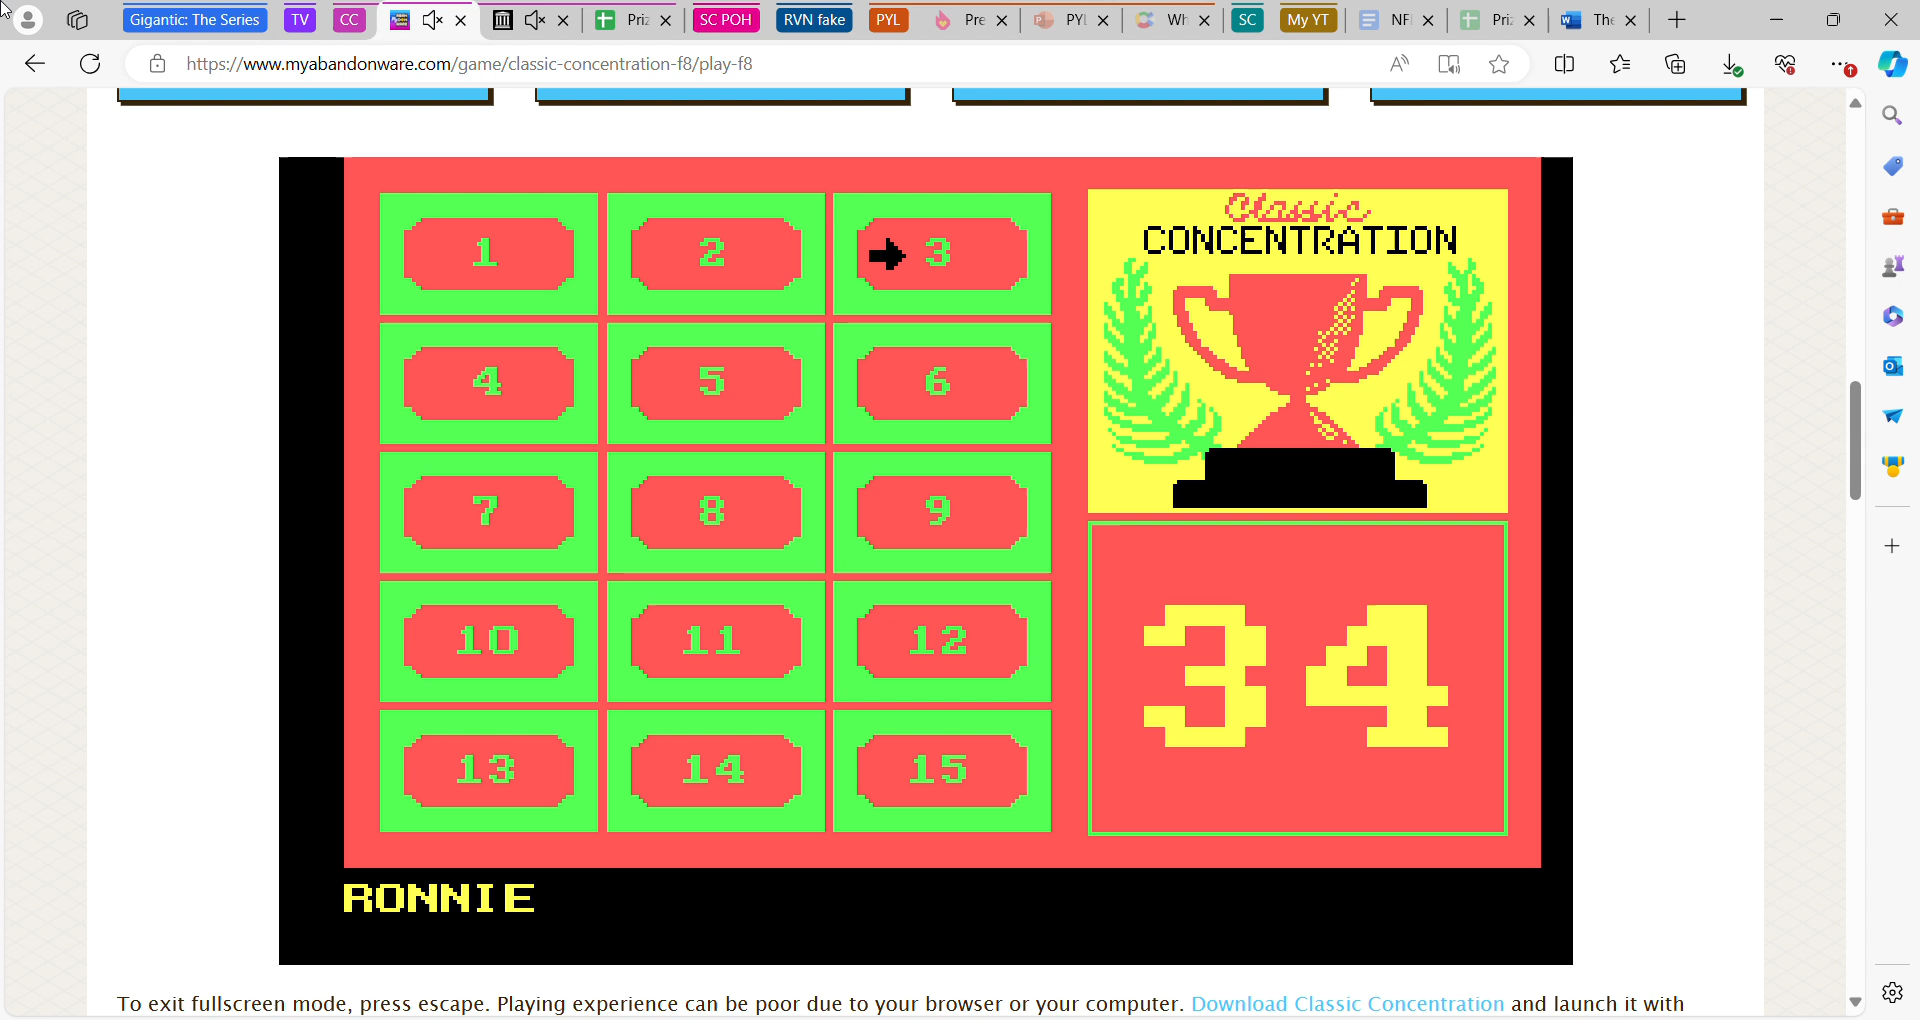 Gigantic: The Series TV CC Pri SC POH RVN fake PYL Pre PYL Wh SC My YT NF Pri The
https://www.myabandonware.com/game/classic-concentration-f8/play-f8
Classic
CONCENTRATION
1 2 3
4 5 6
7 8 9
10 11 12
13 14 15
34
RONNIE
To exit fullscreen mode, press escape. Playing experience can be poor due to your browser or your computer. Download Classic Concentration and launch it with